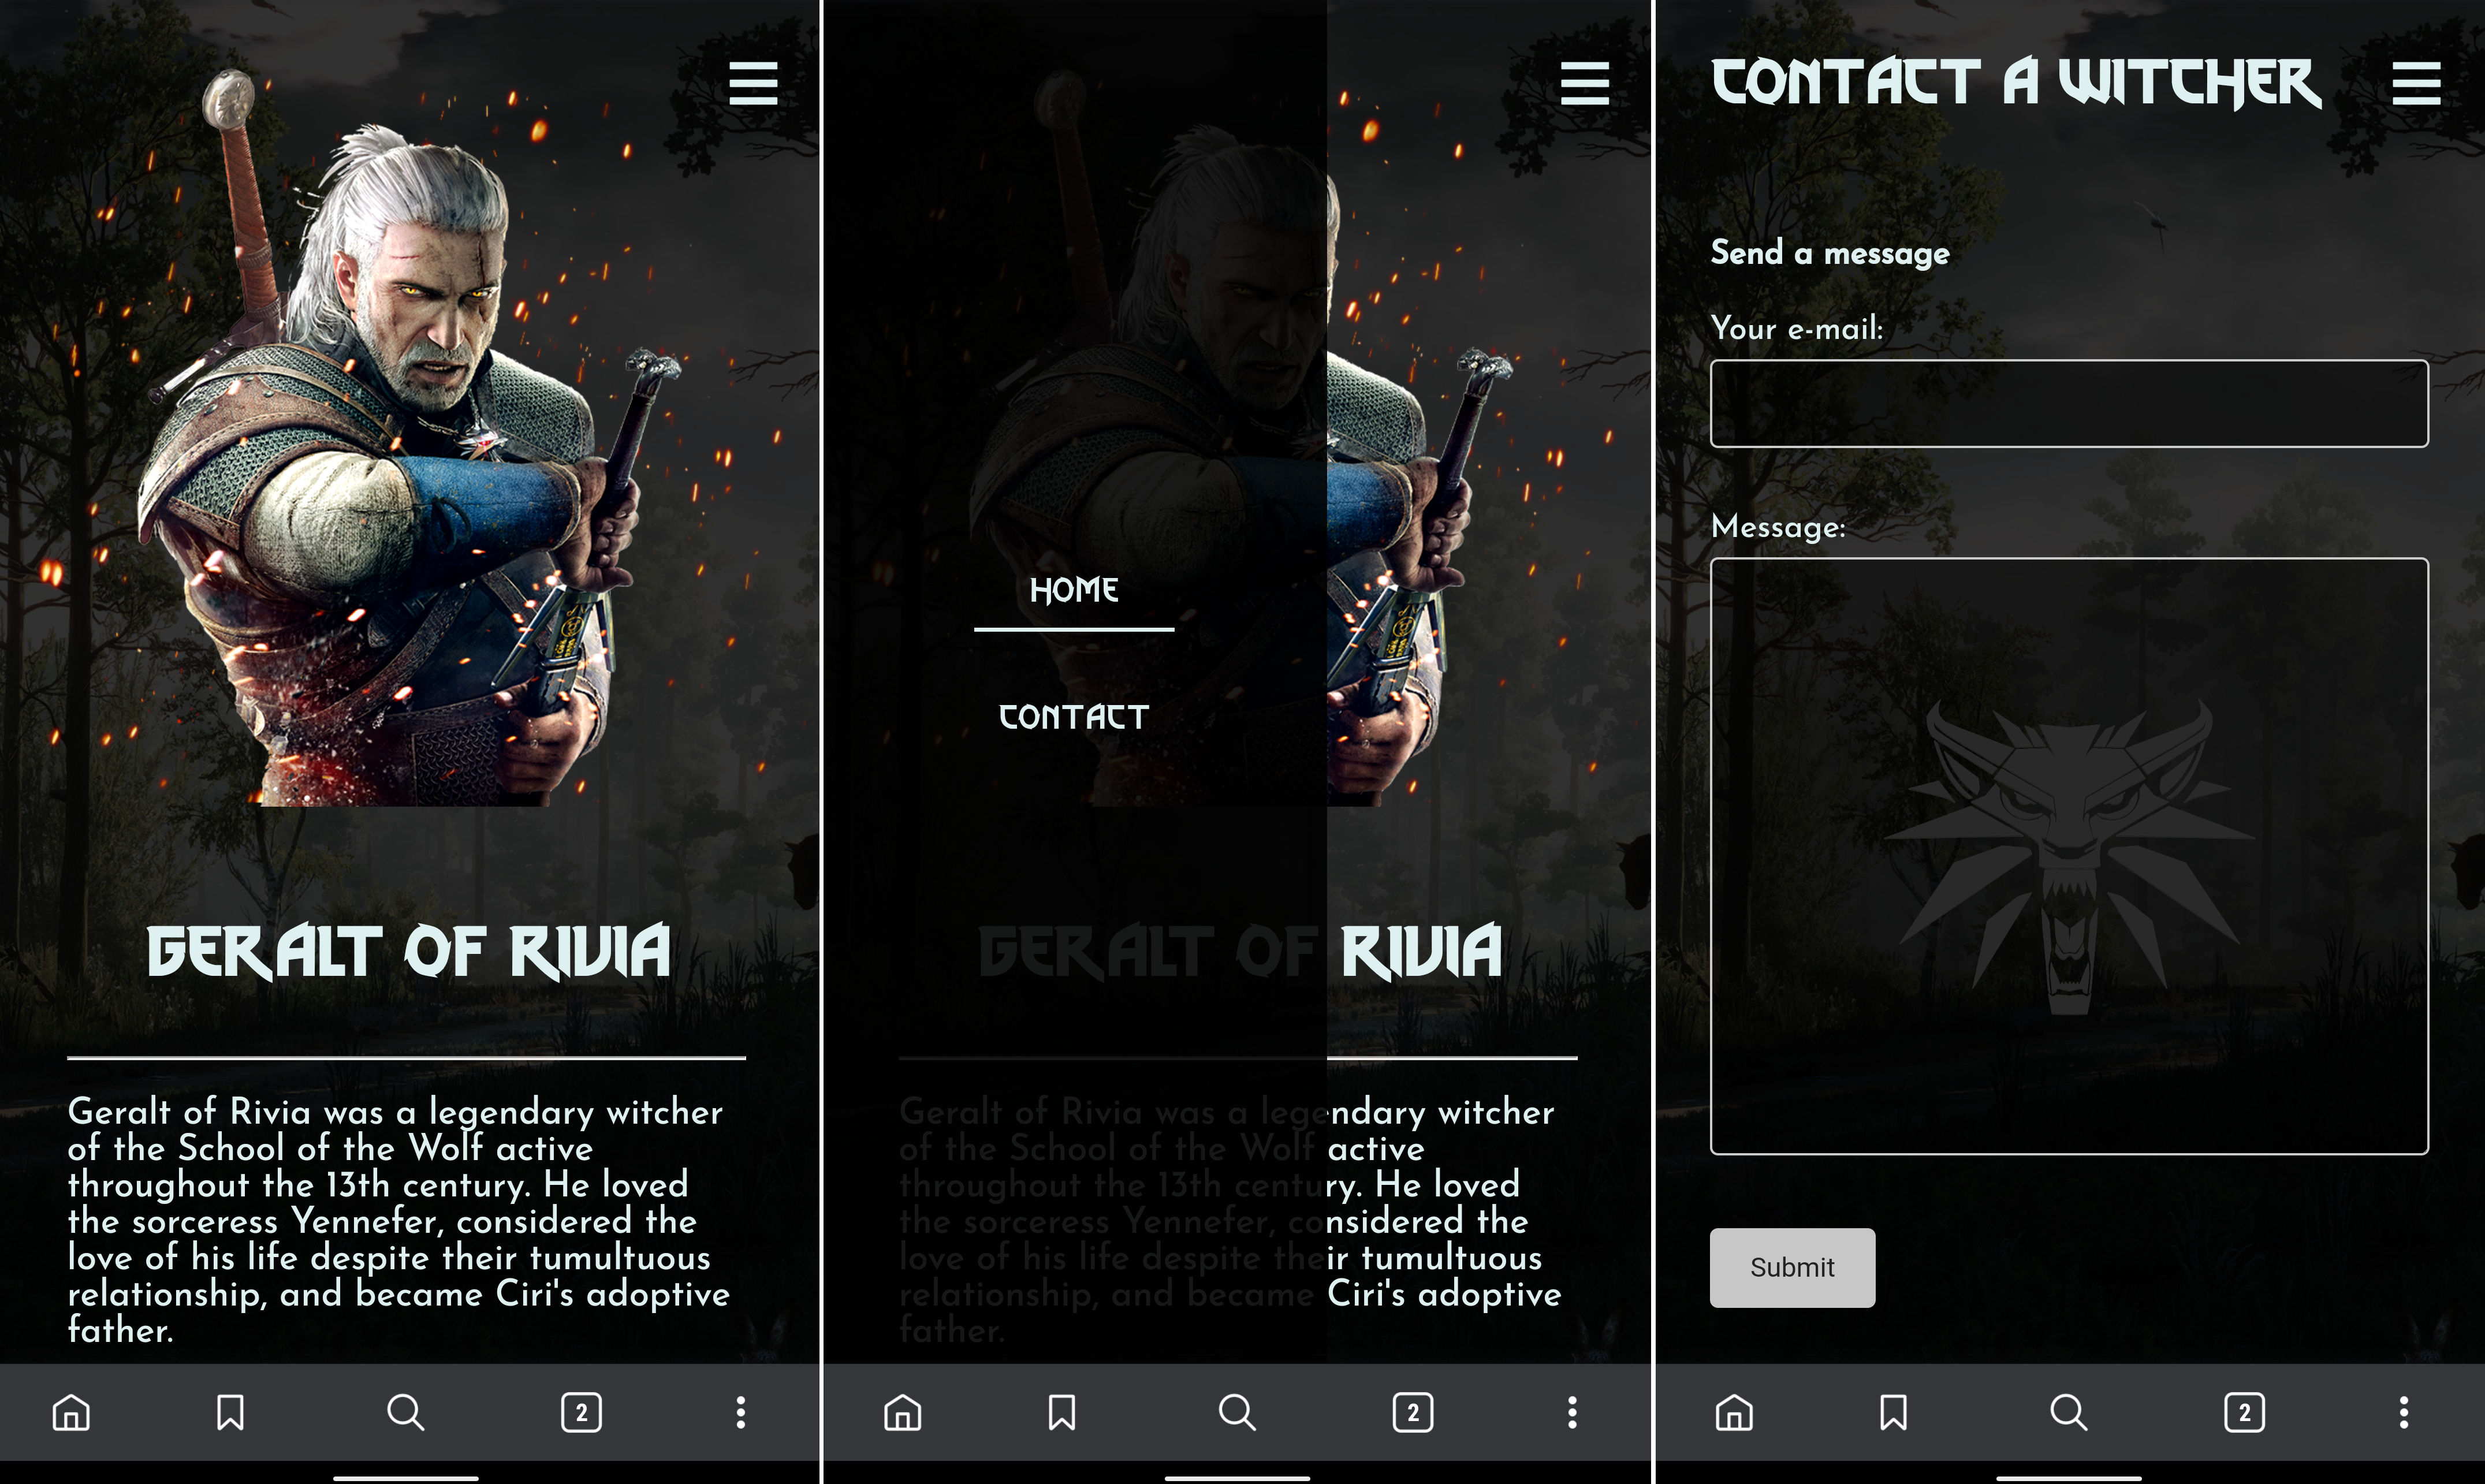 GERALT OF RIVIA
Geralt of Rivia was a legendary witcher
of the School of the Wolf active
throughout the 13th century. He loved
the sorceress Yennefer, considered the
love of his life despite their tumultuous
relationship, and became Ciri's adoptive
father.
2
HOME
CONTACT
GERALT OF RIVIA
Geralt of Rivia was a legendary witcher
of the School of the Wolf active
throughout the 13th century. He loved
the sorceress Yennefer, considered the
love of his life despite their tumultuous
relationship, and became Ciri's adoptive
father.
2
CONTACT A WITCHER
Send a message
Your e-mail:
Message:
Submit
2